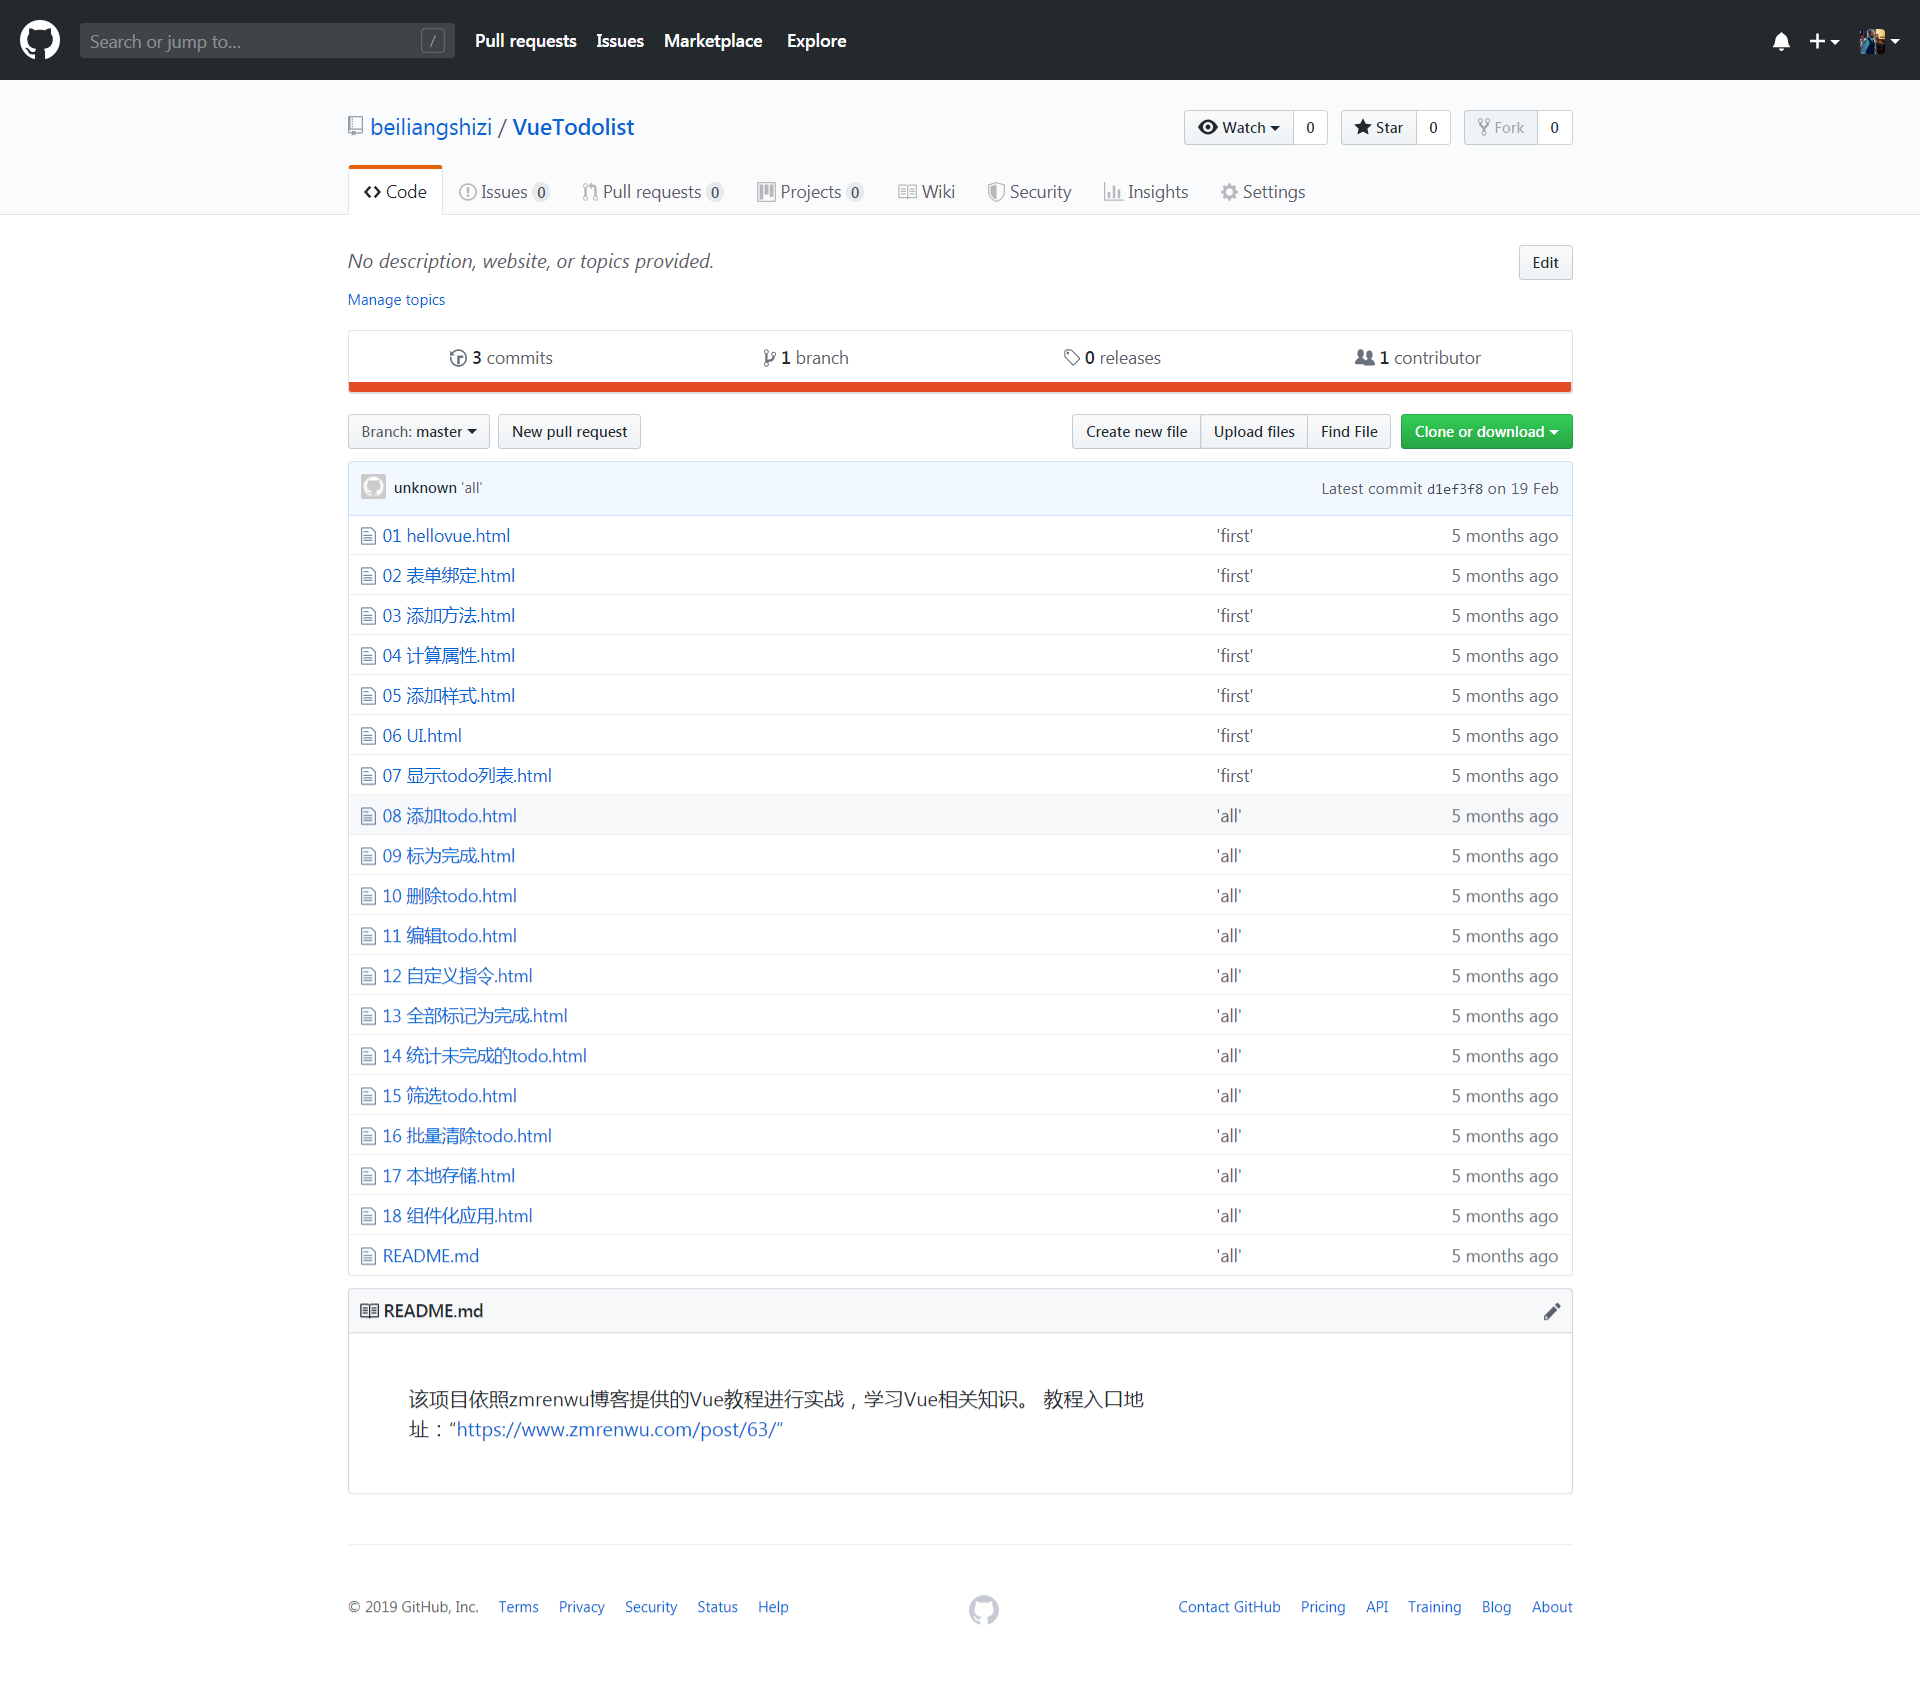 Search or jump to... /
Pull requests Issues Marketplace Explore
beiliangshizi / VueTodolist
Watch 0 Star 0 Fork 0
Code Issues 0 Pull requests 0 Projects 0 Wiki Security Insights Settings
No description, website, or topics provided.
Edit
Manage topics
3 commits 1 branch 0 releases 1 contributor
Branch: master New pull request Create new file Upload files Find File Clone or download
unknown 'all' Latest commit d1ef3f8 on 19 Feb
01 hellovue.html 'first' 5 months ago
02 表单绑定.html 'first' 5 months ago
03 添加方法.html 'first' 5 months ago
04 计算属性.html 'first' 5 months ago
05 添加样式.html 'first' 5 months ago
06 UI.html 'first' 5 months ago
07 显示todo列表.html 'first' 5 months ago
08 添加todo.html 'all' 5 months ago
09 标为完成.html 'all' 5 months ago
10 删除todo.html 'all' 5 months ago
11 编辑todo.html 'all' 5 months ago
12 自定义指令.html 'all' 5 months ago
13 全部标记为完成.html 'all' 5 months ago
14 统计未完成的todo.html 'all' 5 months ago
15 筛选todo.html 'all' 5 months ago
16 批量清除todo.html 'all' 5 months ago
17 本地存储.html 'all' 5 months ago
18 组件化应用.html 'all' 5 months ago
README.md 'all' 5 months ago
README.md
该项目依照zmrenwu博客提供的Vue教程进行实战，学习Vue相关知识。 教程入口地
址：“https://www.zmrenwu.com/post/63/”
© 2019 GitHub, Inc. Terms Privacy Security Status Help Contact GitHub Pricing API Training Blog About